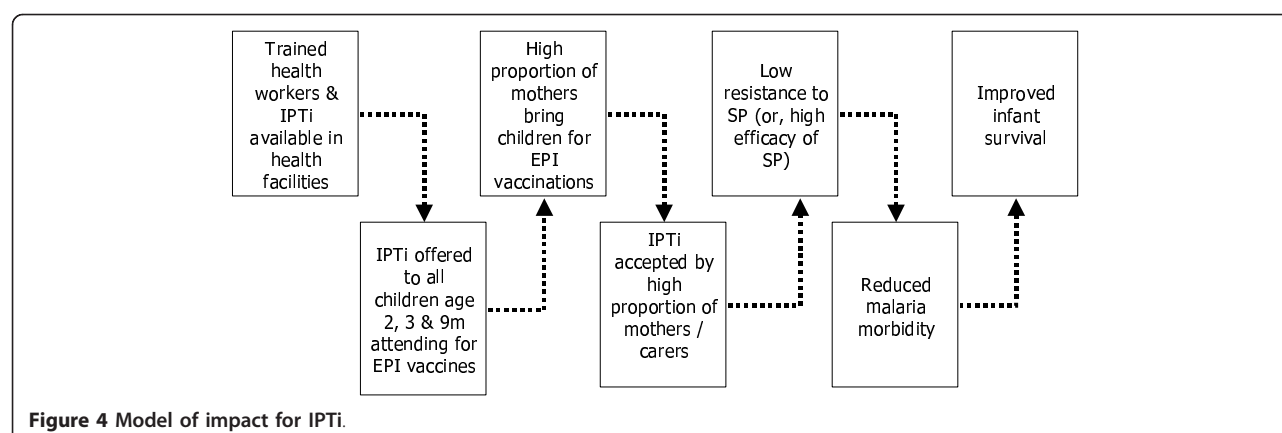 Trained
health
workers &
IPTi
available in
health
facilities
IPTi offered
to all
children age
2, 3 & 9m
attending for
EPI vaccines
High
proportion of
mothers
bring
children for
EPI
vaccinations
IPTi
accepted by
high
proportion of
mothers /
carers
Low
resistance to
SP (or, high
efficacy of
SP)
Reduced
malaria
morbidity
Improved
infant
survival
Figure 4 Model of impact for IPTi.